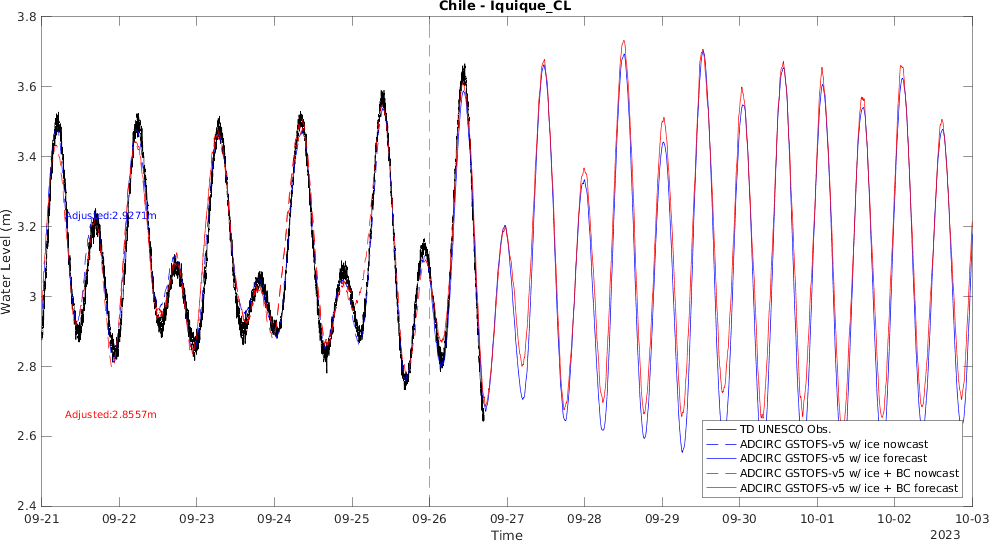 Chile - Iquique_CL
3.8
3.6
3.4
3.2
3
2.8
2.6
2.4
Water Level (m)
Adjusted:2.9271m
Adjusted:2.8557m
TD UNESCO Obs.
ADCIRC GSTOFS-v5 w/ ice nowcast
ADCIRC GSTOFS-v5 w/ ice forecast
ADCIRC GSTOFS-v5 w/ ice + BC nowcast
ADCIRC GSTOFS-v5 w/ ice + BC forecast
09-21 09-22 09-23 09-24 09-25 09-26 09-27 09-28 09-29 09-30 10-01 10-02 10-03
Time
2023